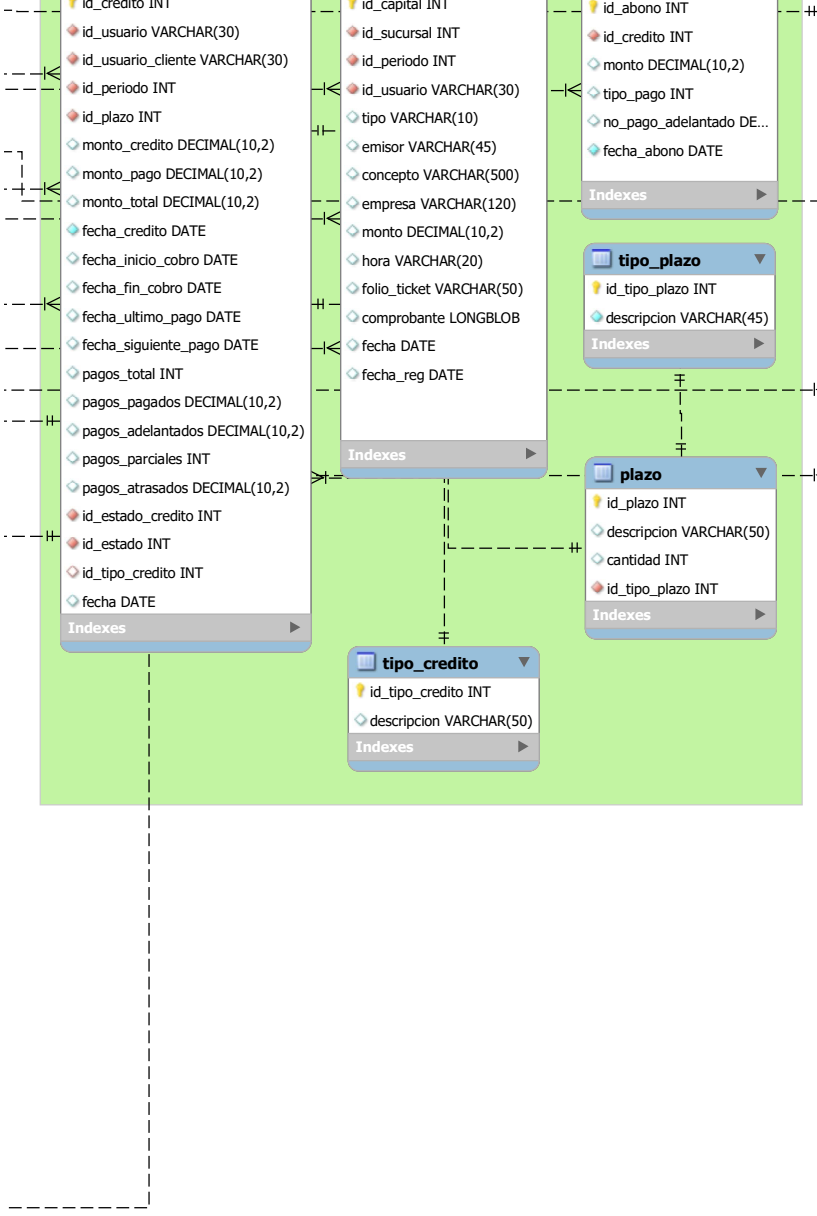 id_credito INT
id_usuario VARCHAR(30)
id_usuario_cliente VARCHAR(30)
id_periodo INT
id_plazo INT
monto_credito DECIMAL(10,2)
monto_pago DECIMAL(10,2)
monto_total DECIMAL(10,2)
fecha_credito DATE
fecha_inicio_cobro DATE
fecha_fin_cobro DATE
fecha_ultimo_pago DATE
fecha_siguiente_pago DATE
pagos_total INT
pagos_pagados DECIMAL(10,2)
pagos_adelantados DECIMAL(10,2)
pagos_parciales INT
pagos_atrasados DECIMAL(10,2)
id_estado_credito INT
id_estado INT
id_tipo_credito INT
fecha DATE
Indexes
id_capital INT
id_sucursal INT
id_periodo INT
id_usuario VARCHAR(30)
tipo VARCHAR(10)
emisor VARCHAR(45)
concepto VARCHAR(500)
empresa VARCHAR(120)
monto DECIMAL(10,2)
hora VARCHAR(20)
folio_ticket VARCHAR(50)
comprobante LONGBLOB
fecha DATE
fecha_reg DATE
Indexes
id_abono INT
id_credito INT
monto DECIMAL(10,2)
tipo_pago INT
no_pago_adelantado DE...
fecha_abono DATE
Indexes
tipo_plazo
id_tipo_plazo INT
descripcion VARCHAR(45)
Indexes
plazo
id_plazo INT
descripcion VARCHAR(50)
cantidad INT
id_tipo_plazo INT
Indexes
tipo_credito
id_tipo_credito INT
descripcion VARCHAR(50)
Indexes